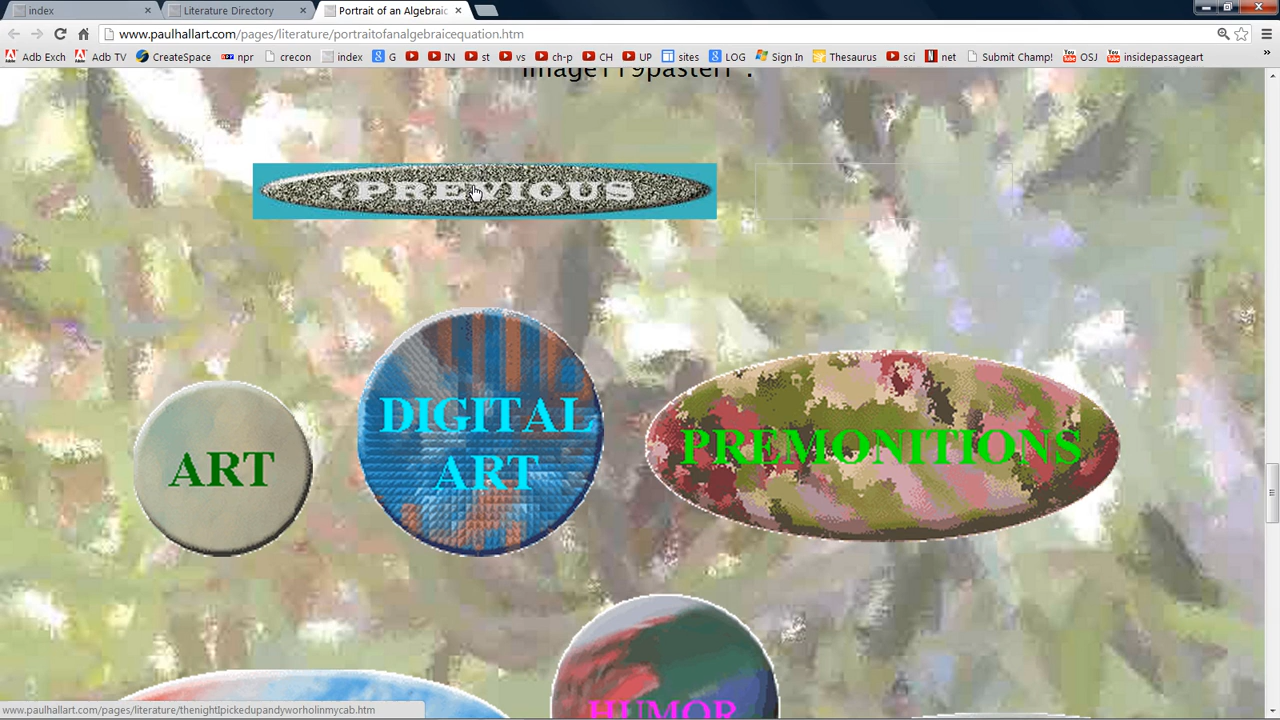 index
Literature Directory
Portrait of an Algebraic
www.paulhallart.com/pages/literature/portraitofanalgebraicequation.htm
Adb Exch Adb TV CreateSpace npr crecon index G IN st vs ch-p CH UP sites LOG Sign In Thesaurus sci net Submit Champ! OSJ insidepassageart
<PREVIOUS
ART
DIGITAL
ART
PREMONITIONS
HUMOR
www.paulhallart.com/pages/literature/thenightIpickedupandyworholinmycab.htm